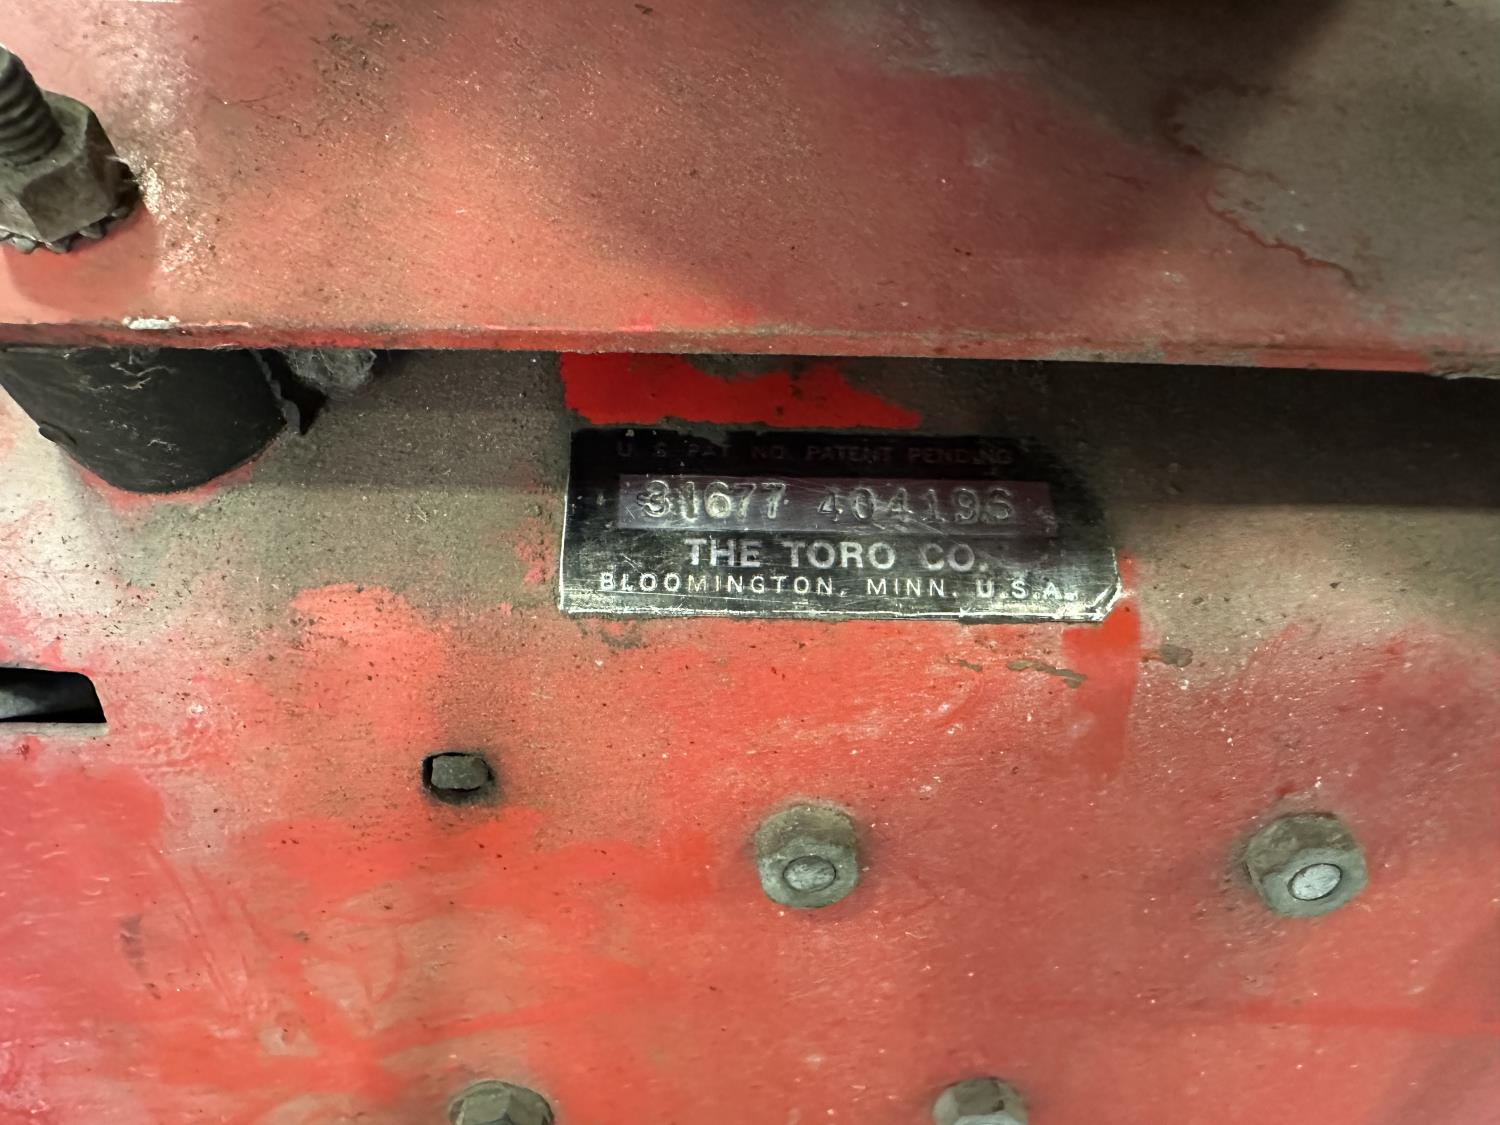 U.S. PAT. NO. PATENT PENDING
31677 404196
THE TORO CO.
BLOOMINGTON, MINN. U.S.A.